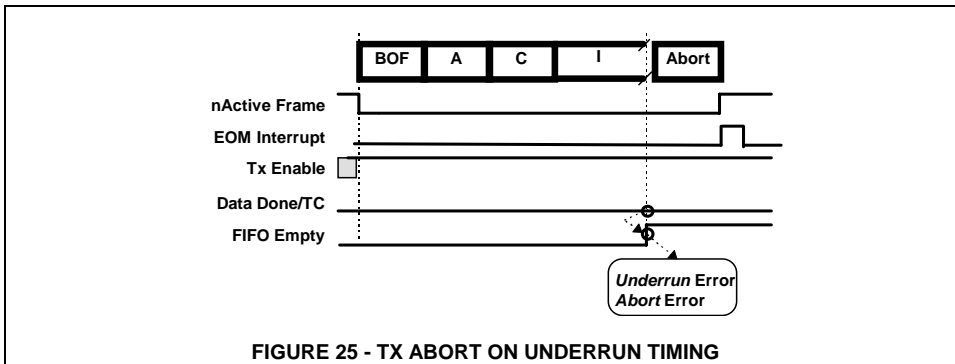 BOF A C I Abort
nActive Frame
EOM Interrupt
Tx Enable
Data Done/TC
FIFO Empty
Underrun Error
Abort Error
FIGURE 25 - TX ABORT ON UNDERRUN TIMING